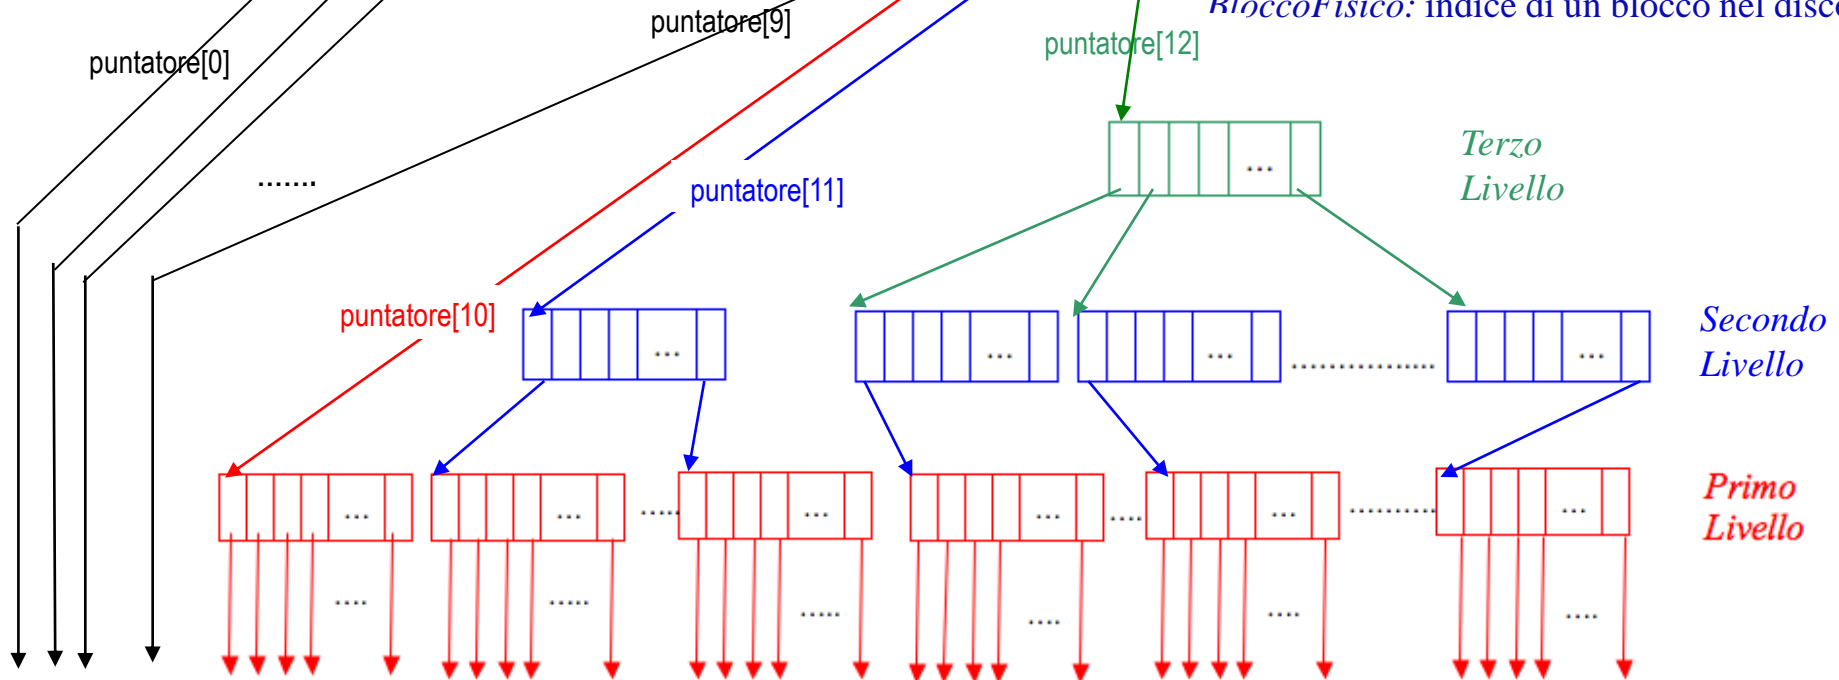 BloccoFisico: indice di un blocco nel disco
puntatore[9]
puntatore[12]
puntatore[0]
Terzo
Livello
...
.......
puntatore[11]
puntatore[10]
Secondo
Livello
... ... ... ............... ...
Primo
Livello
... ... ..... ... ... .... ... .......... ...
.... ..... ..... .... .... ....